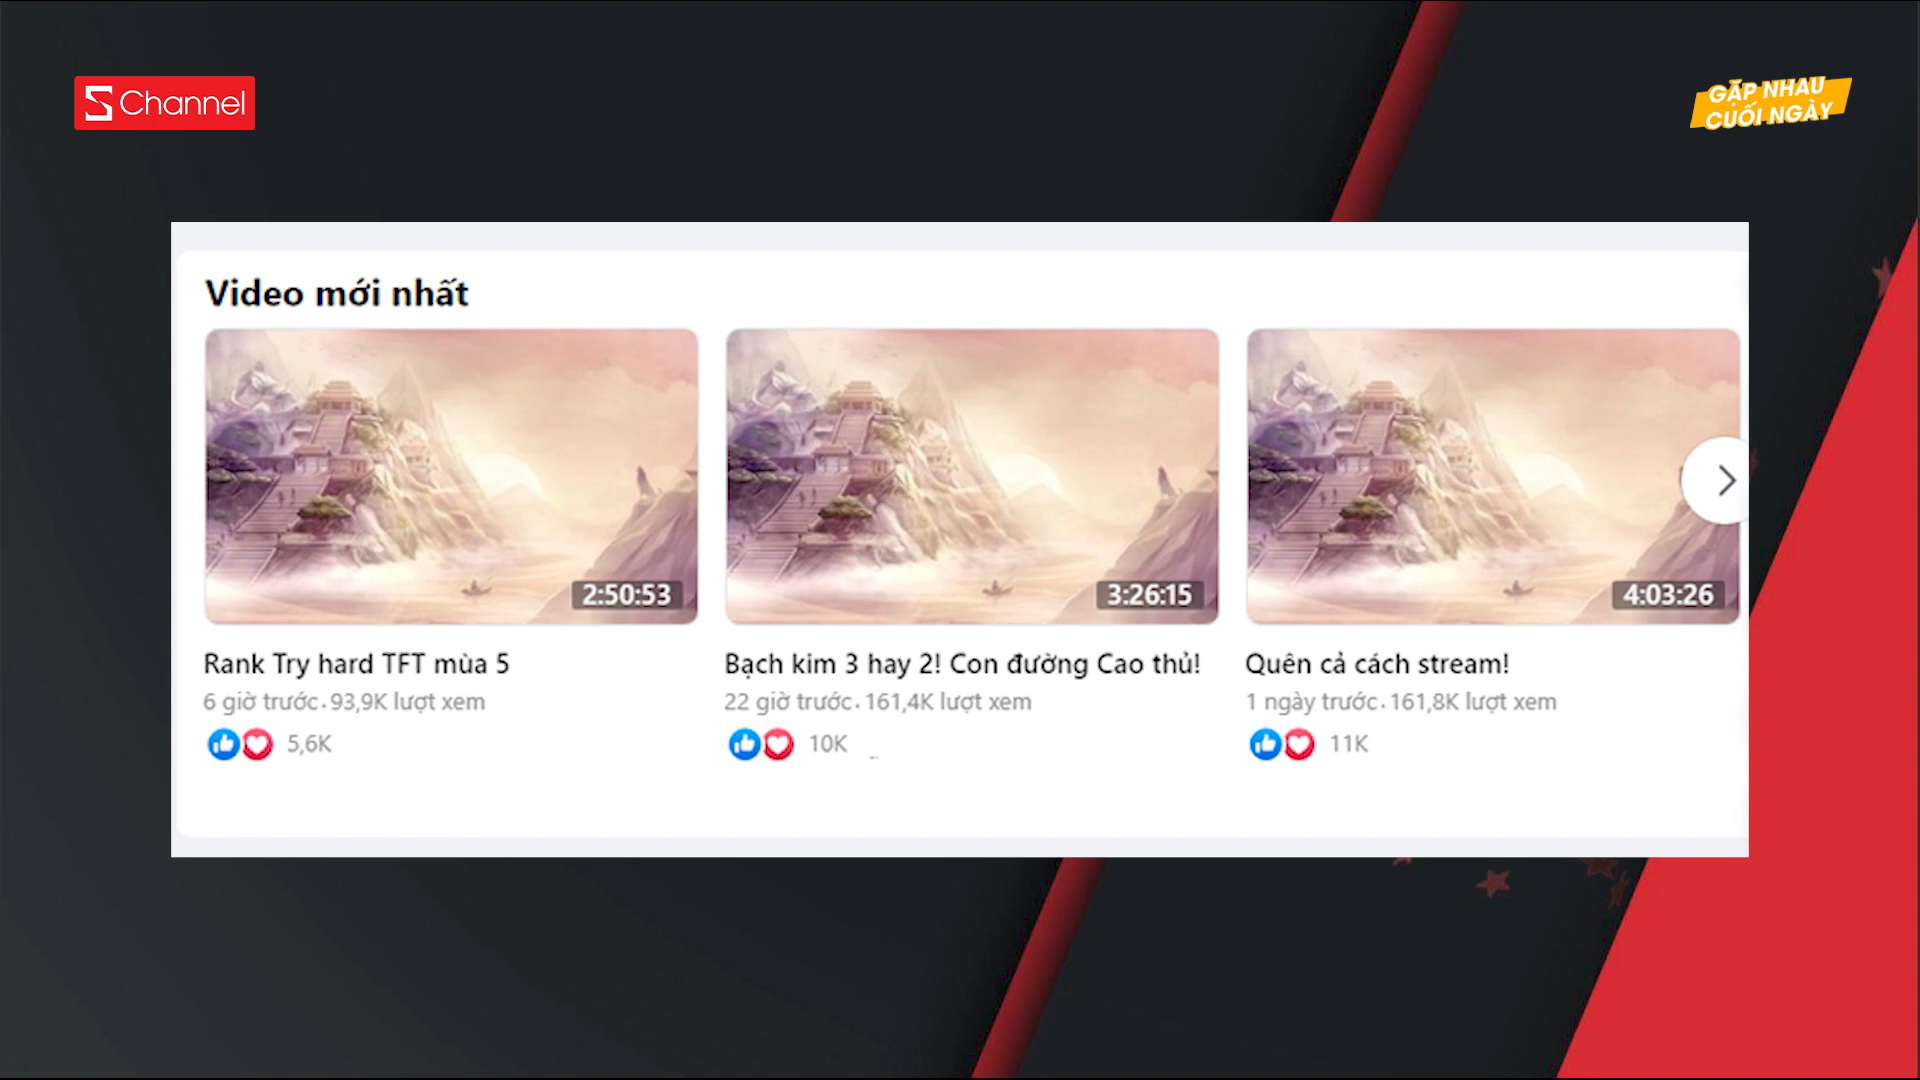 S Channel
GẶP NHAU
CUỐI NGÀY
Video mới nhất
2:50:53
3:26:15
4:03:26
Rank Try hard TFT mùa 5
6 giờ trước · 93,9K lượt xem
5,6K
Bạch kim 3 hay 2! Con đường Cao thủ!
22 giờ trước · 161,4K lượt xem
10K
Quên cả cách stream!
1 ngày trước · 161,8K lượt xem
11K